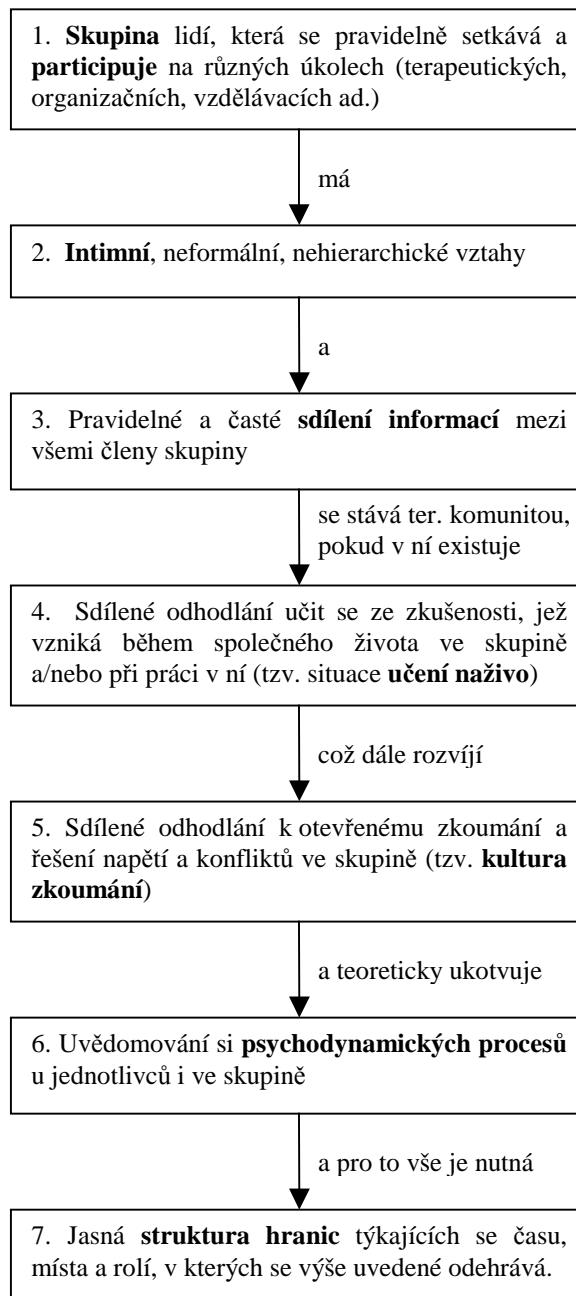 1. Skupina lidí, která se pravidelně setkává a
participuje na různých úkolech (terapeutických,
organizačních, vzdělávacích ad.)
má
2. Intimní, neformální, nehierarchické vztahy
a
3. Pravidelné a časté sdílení informací mezi
všemi členy skupiny
se stává ter. komunitou,
pokud v ní existuje
4. Sdílené odhodlání učit se ze zkušenosti, jež
vzniká během společného života ve skupině
a/nebo při práci v ní (tzv. situace učení naživo)
což dále rozvíjí
5. Sdílené odhodlání k otevřenému zkoumání a
řešení napětí a konfliktů ve skupině (tzv. kultura
zkoumání)
a teoreticky ukotvuje
6. Uvědomování si psychodynamických procesů
u jednotlivců i ve skupině
a pro to vše je nutná
7. Jasná struktura hranic týkajících se času,
místa a rolí, v kterých se výše uvedené odehrává.